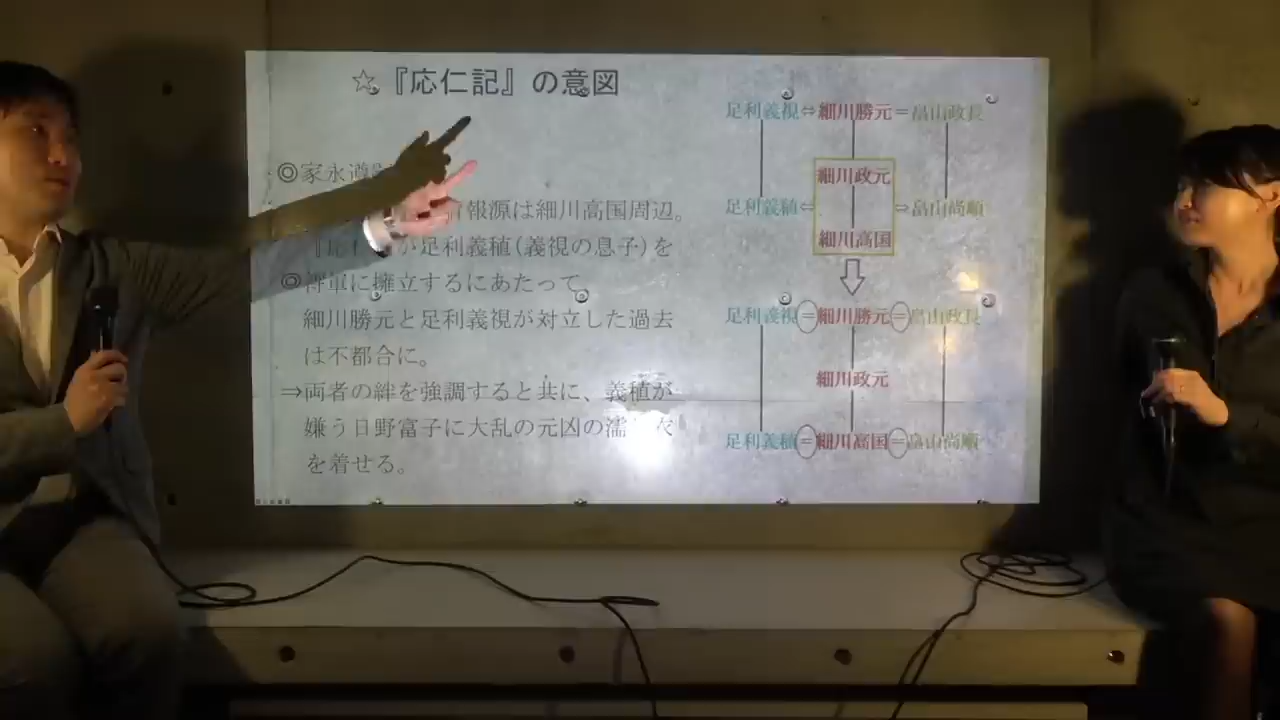 ☆『応仁記』の意図
◎家永遵
情報源は細川高国周辺。
が足利義稙(義視の息子)を
◎将軍に擁立するにあたって、
細川勝元と足利義視が対立した過去
は不都合に。
⇒両者の絆を強調すると共に、義稙が
嫌う日野富子に大乱の元凶の濡 衣
を着せる。
足利義視⇔細川勝元=畠山政長
細川政元
足利義稙⇔ ⇔畠山尚順
細川高国
足利義視=細川勝元=畠山政長
細川政元
足利義稙=細川高国=畠山尚順